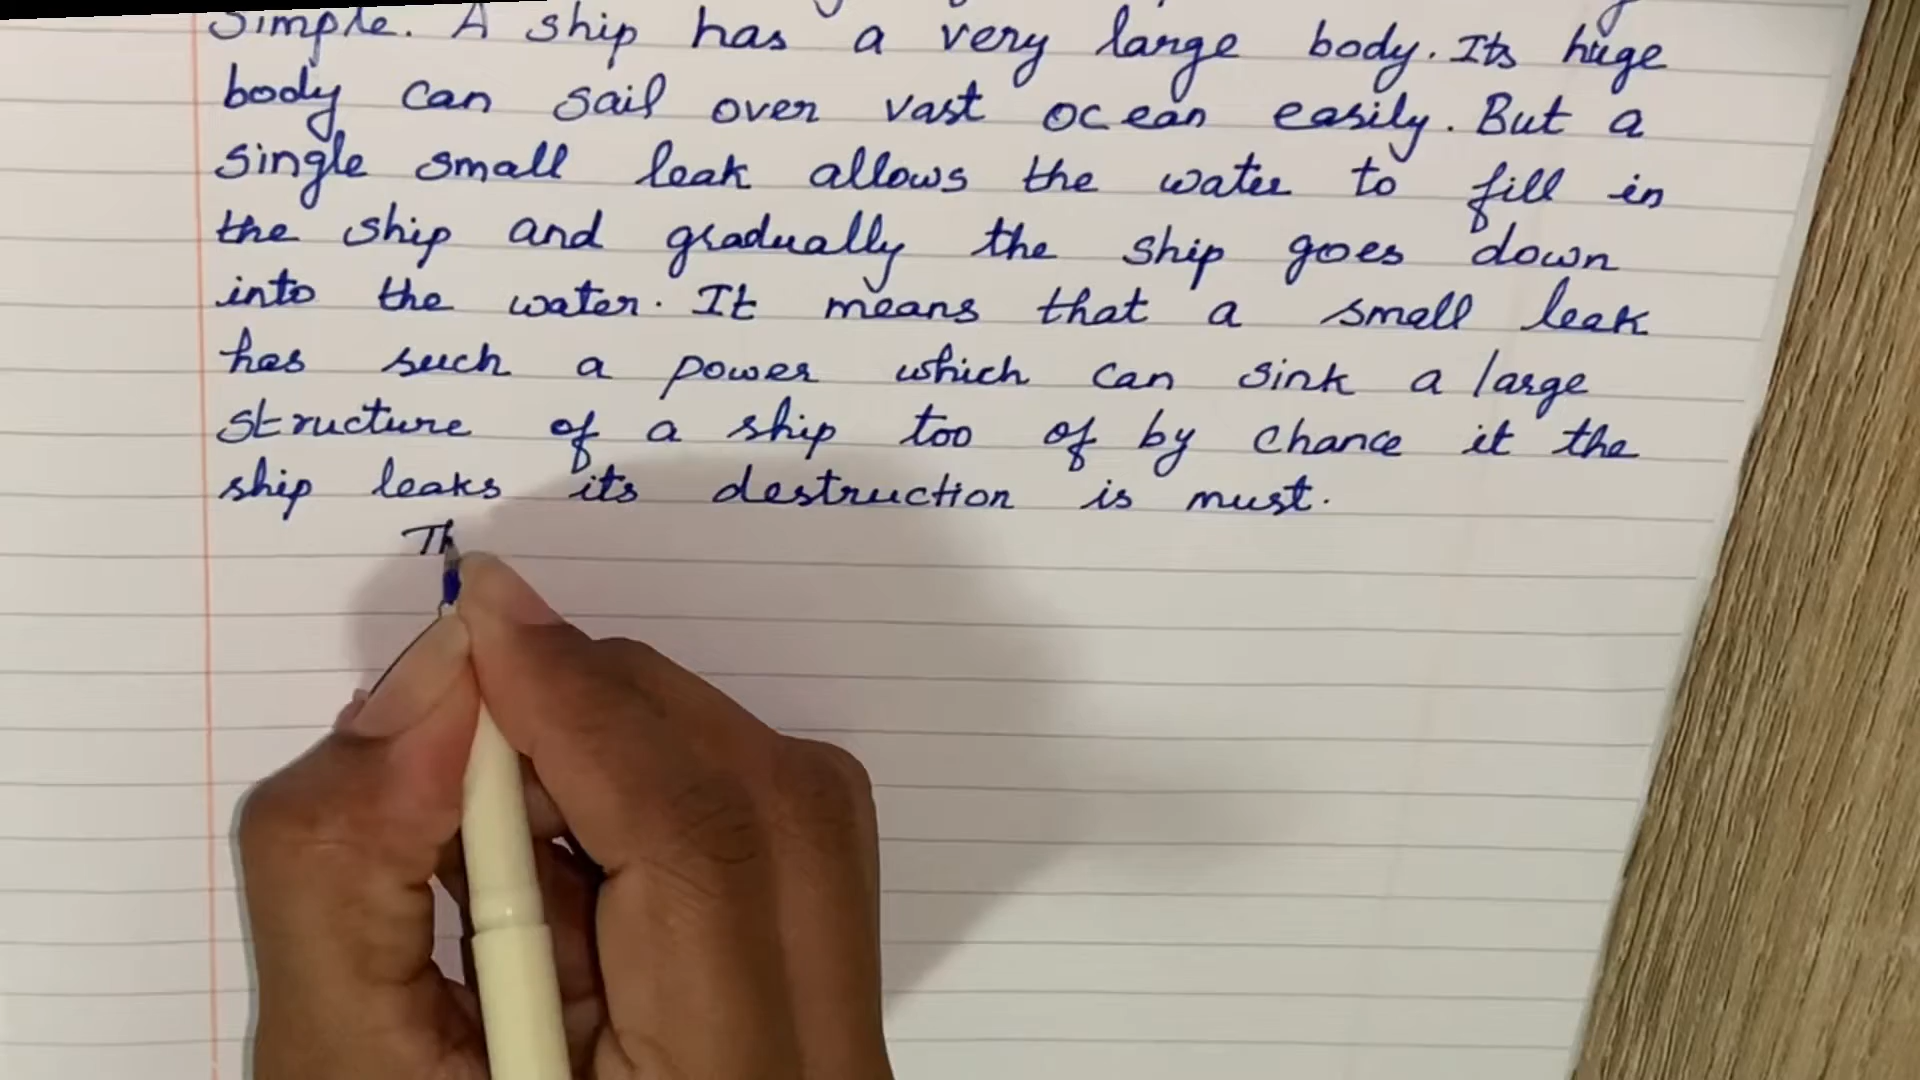 Simple. A ship has a very large body. Its huge
body can sail over vast ocean easily. But a
single small leak allows the water to fill in
the ship and gradually the ship goes down
into the water. It means that a small leak
has such a power which can sink a large
structure of a ship too of by chance it the
ship leaks its destruction is must.
Th